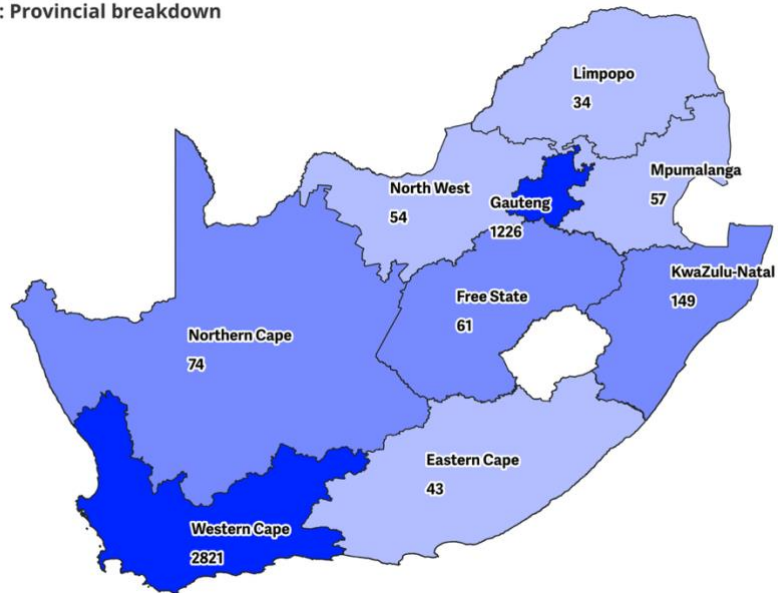 : Provincial breakdown
Limpopo
34
Mpumalanga
57
North West
54
Gauteng
1226
KwaZulu-Natal
149
Free State
61
Northern Cape
74
Eastern Cape
43
Western Cape
2821